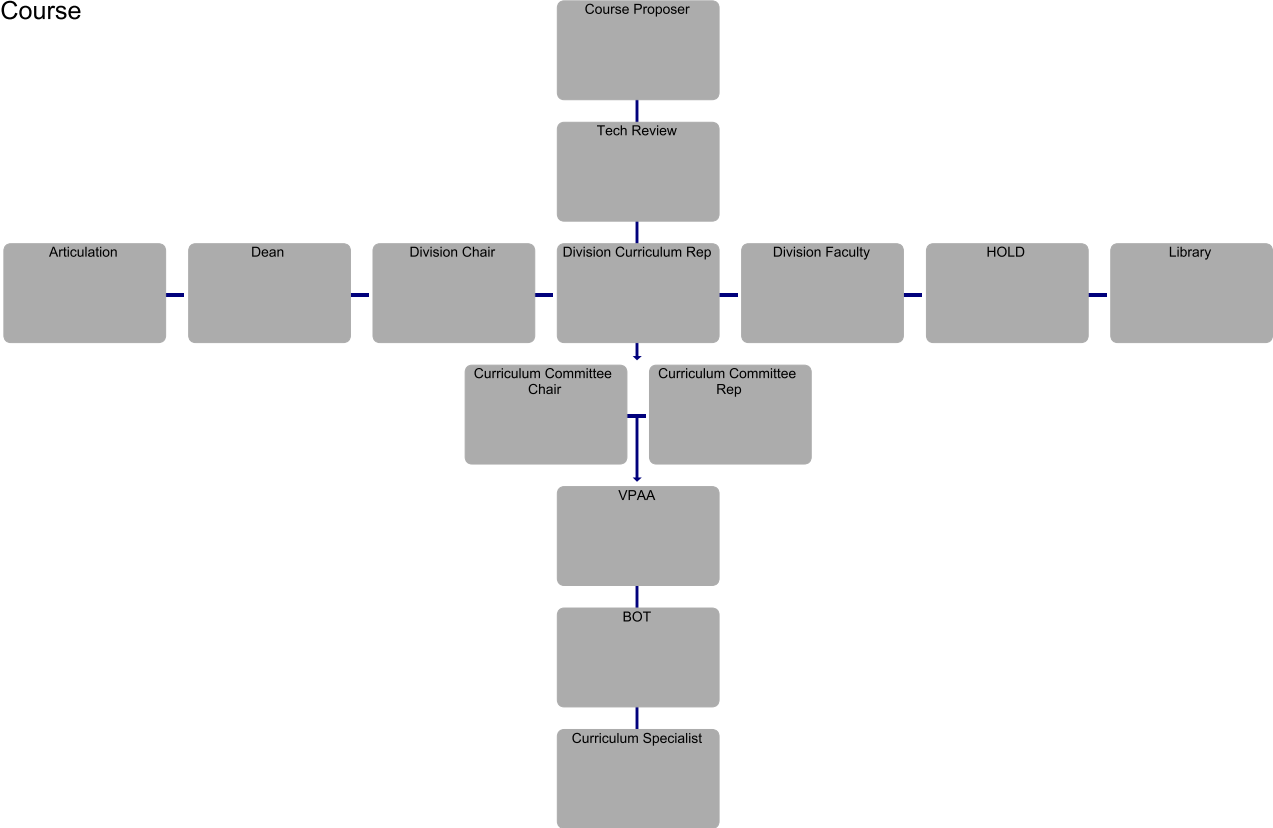 Course
Course Proposer
Tech Review
Articulation
Dean
Division Chair
Division Curriculum Rep
Division Faculty
HOLD
Library
Curriculum Committee
Chair
Curriculum Committee
Rep
VPAA
BOT
Curriculum Specialist